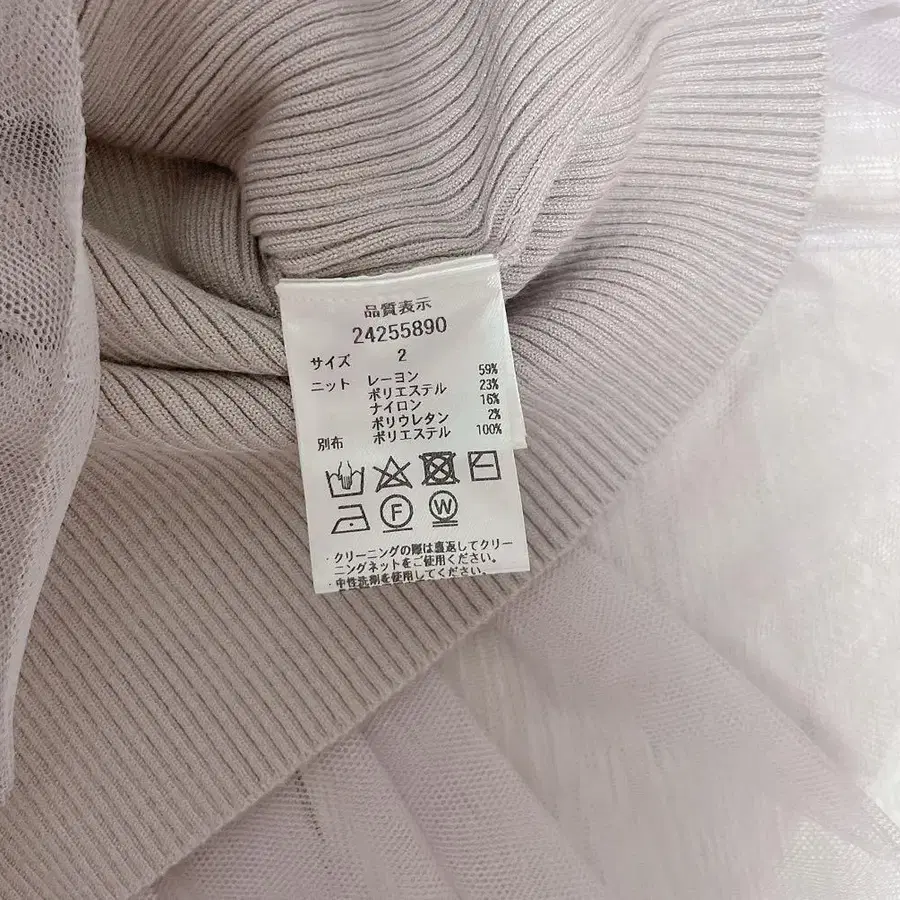 品質表示
24255890
サイズ 2
ニット レーヨン 59%
ポリエステル 23%
ナイロン 16%
ポリウレタン 2%
別布 ポリエステル 100%
F W
・クリーニングの際は裏返してクリー
ニングネットをご使用ください。
・中性洗剤を使用してください。